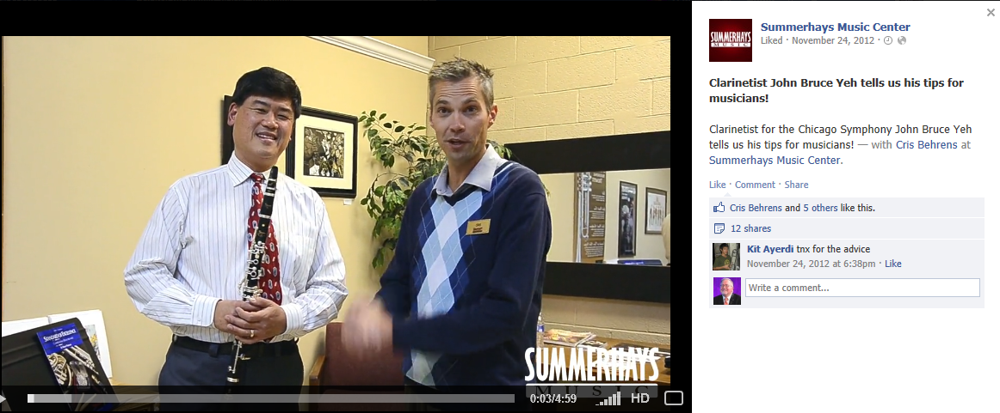 Summerhays Music Center
Liked · November 24, 2012 ·
SUMMERHAYS
MUSIC
Clarinetist John Bruce Yeh tells us his tips for
musicians!
Clarinetist for the Chicago Symphony John Bruce Yeh
tells us his tips for musicians! — with Cris Behrens at
Summerhays Music Center.
Like · Comment · Share
Cris Behrens and 5 others like this.
12 shares
Kit Ayerdi tnx for the advice
November 24, 2012 at 6:38pm · Like
Write a comment...
SUMMERHAYS
MUSIC
0:03/4:59
HD